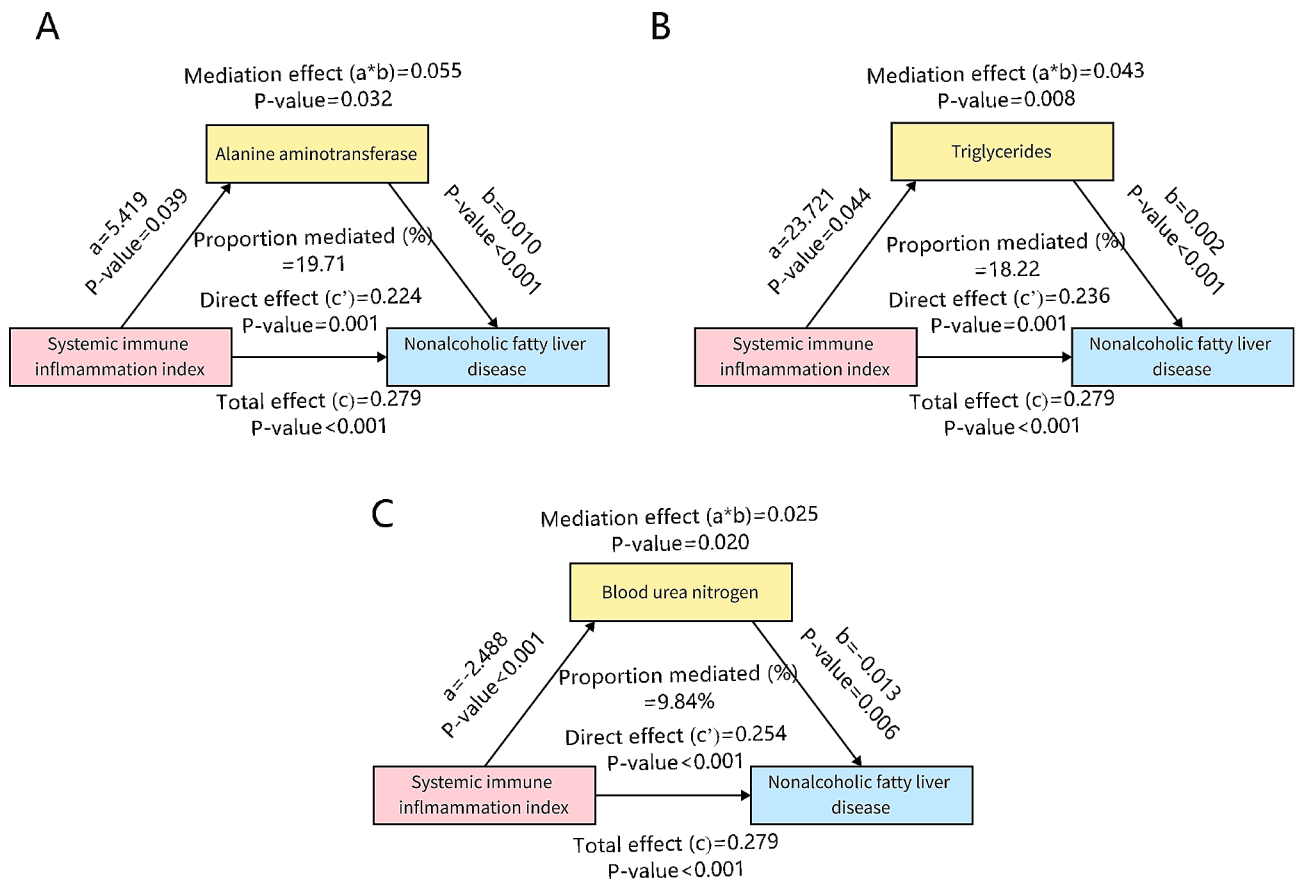 A
Mediation effect (a*b)=0.055
P-value=0.032
Alanine aminotransferase
a=5.419
P-value=0.039
b=0.010
P-value<0.001
Proportion mediated (%)
=19.71
Direct effect (c’)=0.224
P-value=0.001
Systemic immune
inflmammation index
Nonalcoholic fatty liver
disease
Total effect (c)=0.279
P-value<0.001
B
Mediation effect (a*b)=0.043
P-value=0.008
Triglycerides
a=23.721
P-value=0.044
b=0.002
P-value<0.001
Proportion mediated (%)
=18.22
Direct effect (c’)=0.236
P-value=0.001
Systemic immune
inflmammation index
Nonalcoholic fatty liver
disease
Total effect (c)=0.279
P-value<0.001
C
Mediation effect (a*b)=0.025
P-value=0.020
Blood urea nitrogen
a=-2.488
P-value<0.001
b=-0.013
P-value=0.006
Proportion mediated (%)
=9.84%
Direct effect (c’)=0.254
P-value<0.001
Systemic immune
inflmammation index
Nonalcoholic fatty liver
disease
Total effect (c)=0.279
P-value<0.001